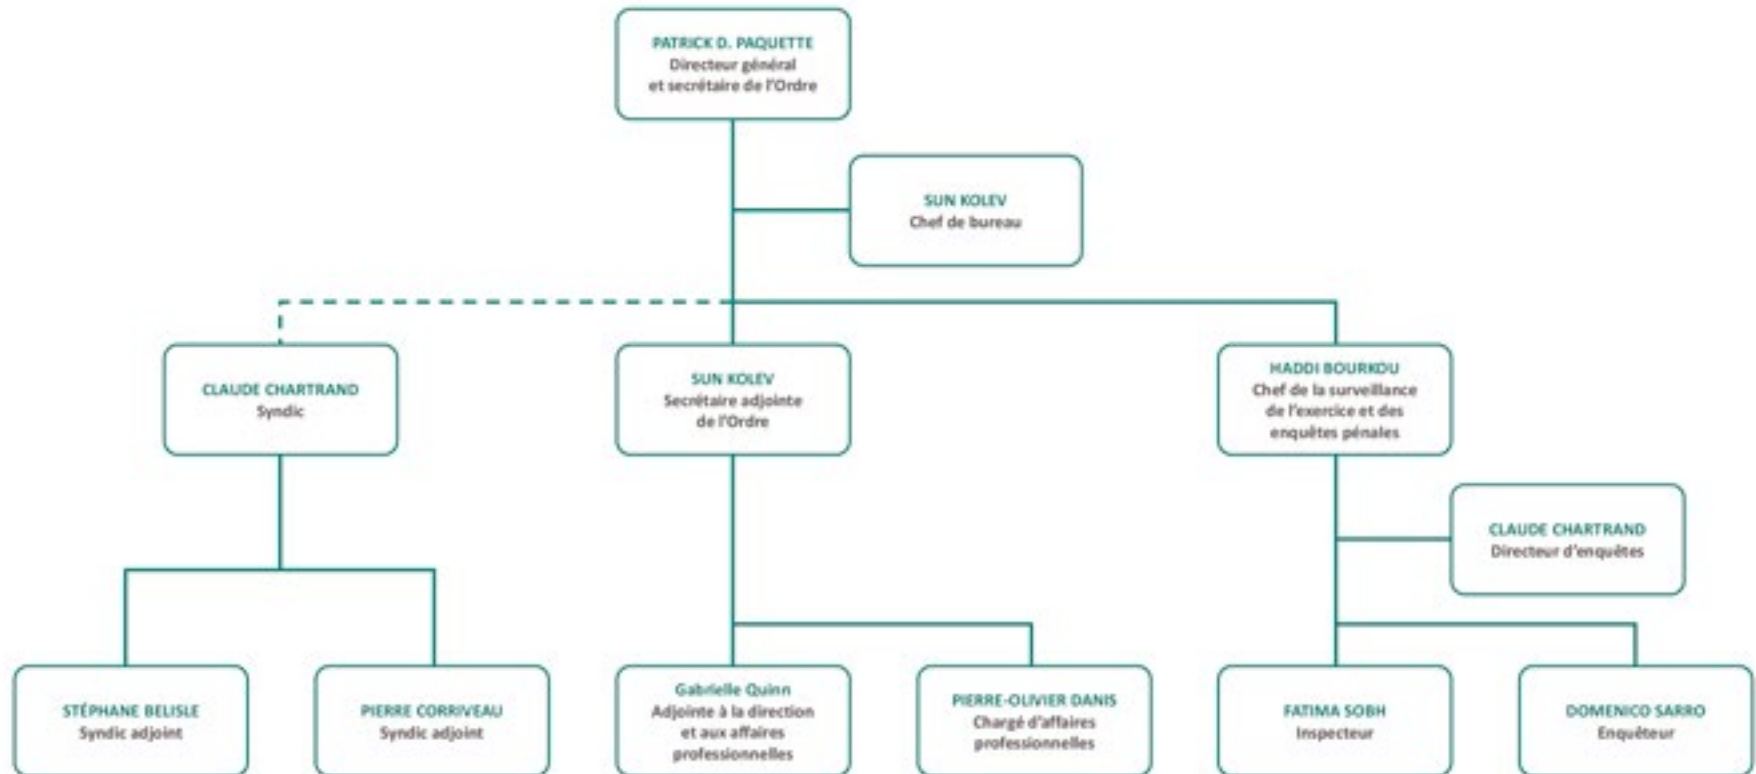 PATRICK D. PAQUETTE
Directeur général
et secrétaire de l'Ordre
SUN KOLEV
Chef de bureau
CLAUDE CHARTRAND
Syndic
SUN KOLEV
Secrétaire adjointe
de l'Ordre
HADDI BOURKOU
Chef de la surveillance
de l'exercice et des
enquêtes pénales
CLAUDE CHARTRAND
Directeur d'enquêtes
STÉPHANE BELISLE
Syndic adjoint
PIERRE CORRIVEAU
Syndic adjoint
Gabrielle Quinn
Adjointe à la direction
et aux affaires
professionnelles
PIERRE-OLIVIER DANIS
Chargé d'affaires
professionnelles
FATIMA SOBH
Inspecteur
DOMENICO SARRO
Enquêteur